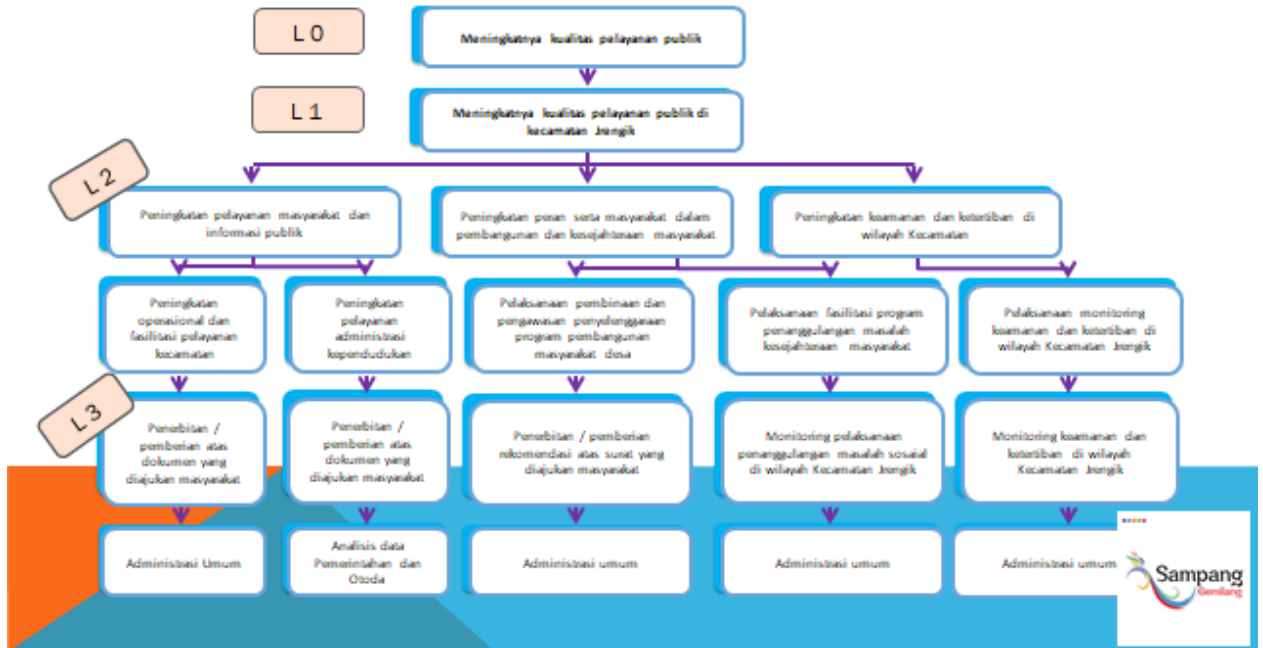 L 0
Meningkatnya kualitas pelayanan publik
L 1
Meningkatnya kualitas pelayanan publik di
kecamatan Jrengik
L 2
Peningkatan pelayanan masyarakat dan
informasi publik
Peningkatan peran serta masyarakat dalam
pembangunan dan kesejahteraan masyarakat
Peningkatan keamanan dan ketertiban di
wilayah Kecamatan
Peningkatan
operasional dan
fasilitasi pelayanan
kecamatan
Peningkatan
pelayanan
administrasi
kependudukan
Pelaksanaan pembinaan dan
pengawasan penyelenggaraan
program pembangunan
masyarakat desa
Pelaksanaan fasilitasi program
penanggulangan masalah
kesejahteraan masyarakat
Pelaksanaan monitoring
keamanan dan ketertiban di
wilayah Kecamatan Jrengik
L 3
Penerbitan /
pemberian atas
dokumen yang
diajukan masyarakat
Penerbitan /
pemberian atas
dokumen yang
diajukan masyarakat
Penerbitan / pemberian
rekomendasi atas surat yang
diajukan masyarakat
Monitoring pelaksanaan
penanggulangan masalah sosaial
di wilayah Kecamatan Jrengik
Monitoring keamanan dan
ketertiban di wilayah
Kecamatan Jrengik
Administrasi Umum
Analisis data
Pemerintahan dan
Otoda
Administrasi umum
Administrasi umum
Administrasi umum
Sampang
Gemilang